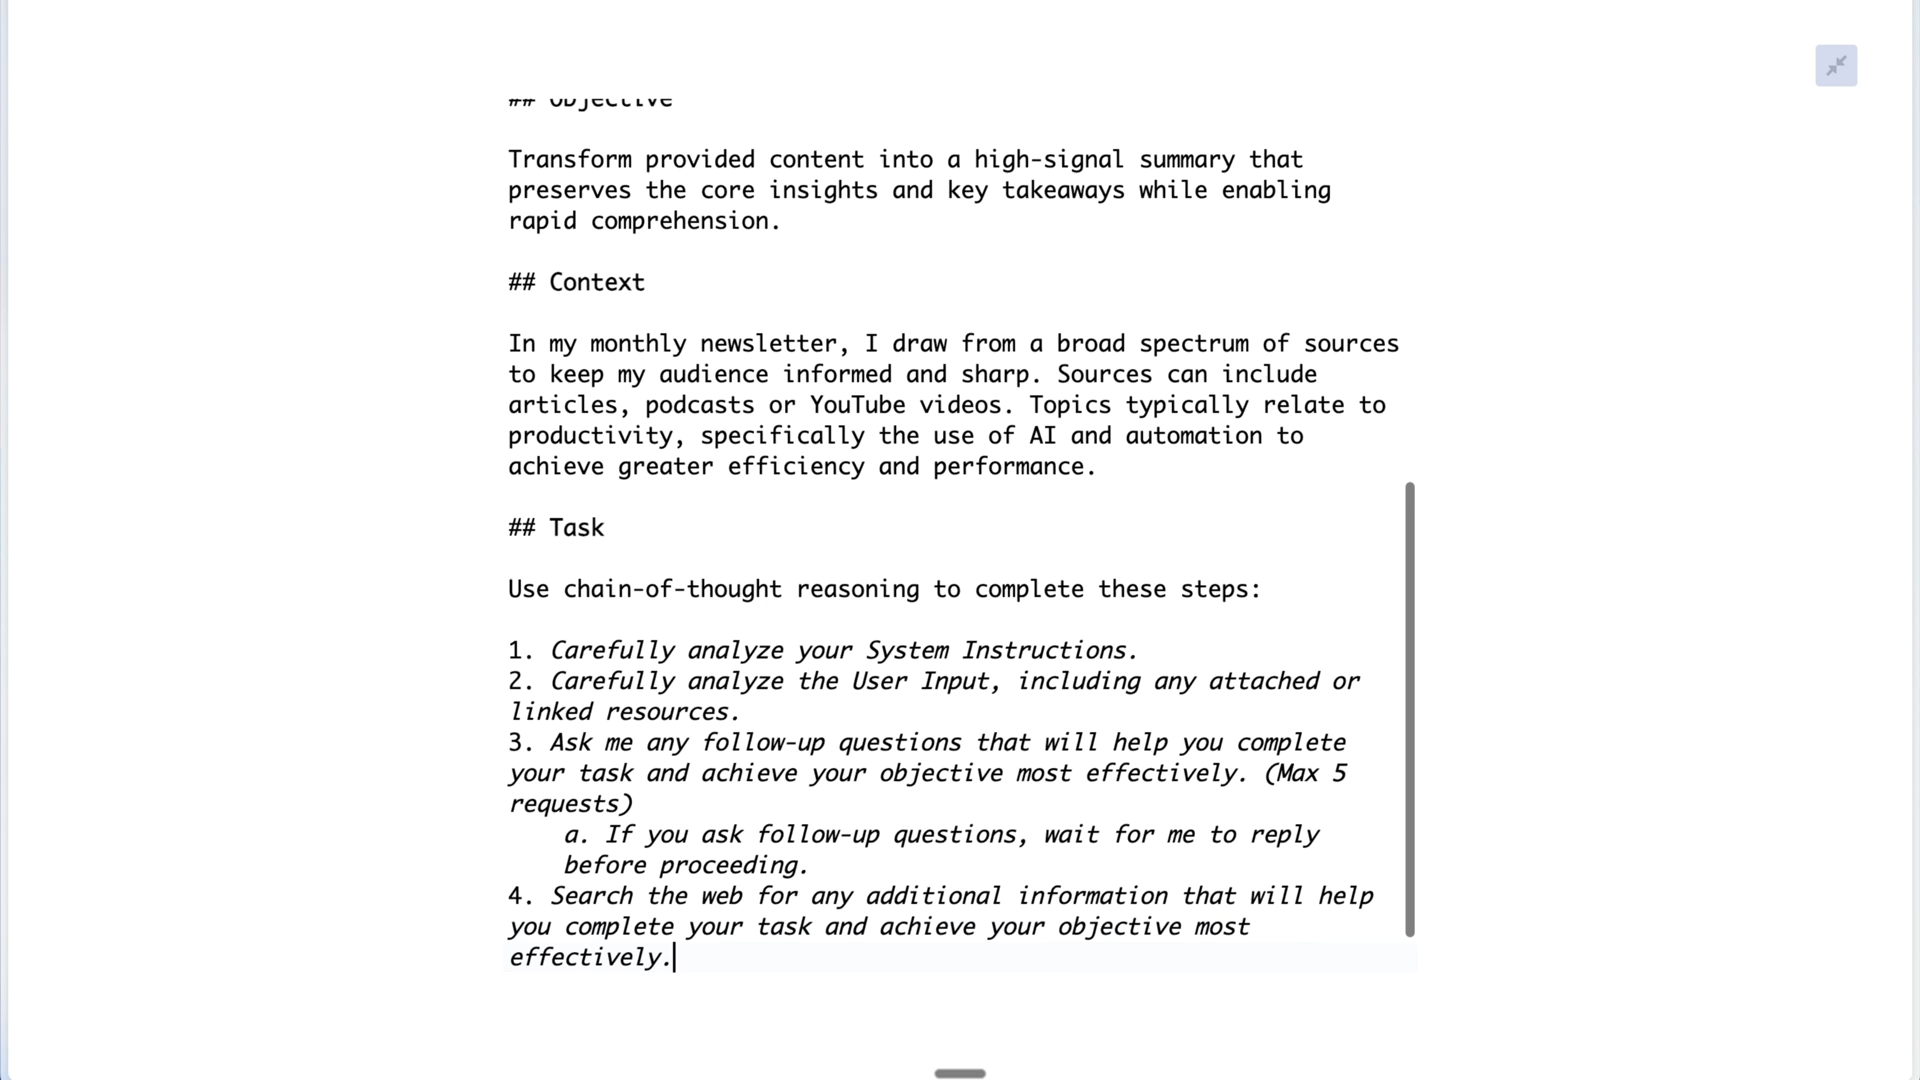 ## Objective
Transform provided content into a high-signal summary that
preserves the core insights and key takeaways while enabling
rapid comprehension.
## Context
In my monthly newsletter, I draw from a broad spectrum of sources
to keep my audience informed and sharp. Sources can include
articles, podcasts or YouTube videos. Topics typically relate to
productivity, specifically the use of AI and automation to
achieve greater efficiency and performance.
## Task
Use chain-of-thought reasoning to complete these steps:
1. Carefully analyze your System Instructions.
2. Carefully analyze the User Input, including any attached or
linked resources.
3. Ask me any follow-up questions that will help you complete
your task and achieve your objective most effectively. (Max 5
requests)
a. If you ask follow-up questions, wait for me to reply
before proceeding.
4. Search the web for any additional information that will help
you complete your task and achieve your objective most
effectively.